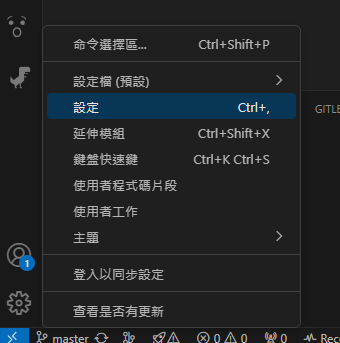 命令選擇區... Ctrl+Shift+P
設定檔 (預設)
設定 Ctrl+,
延伸模組 Ctrl+Shift+X
鍵盤快速鍵 Ctrl+K Ctrl+S
使用者程式碼片段
使用者工作
主題
登入以同步設定
查看是否有更新
GITLE
1
master 0 0 0 Reco